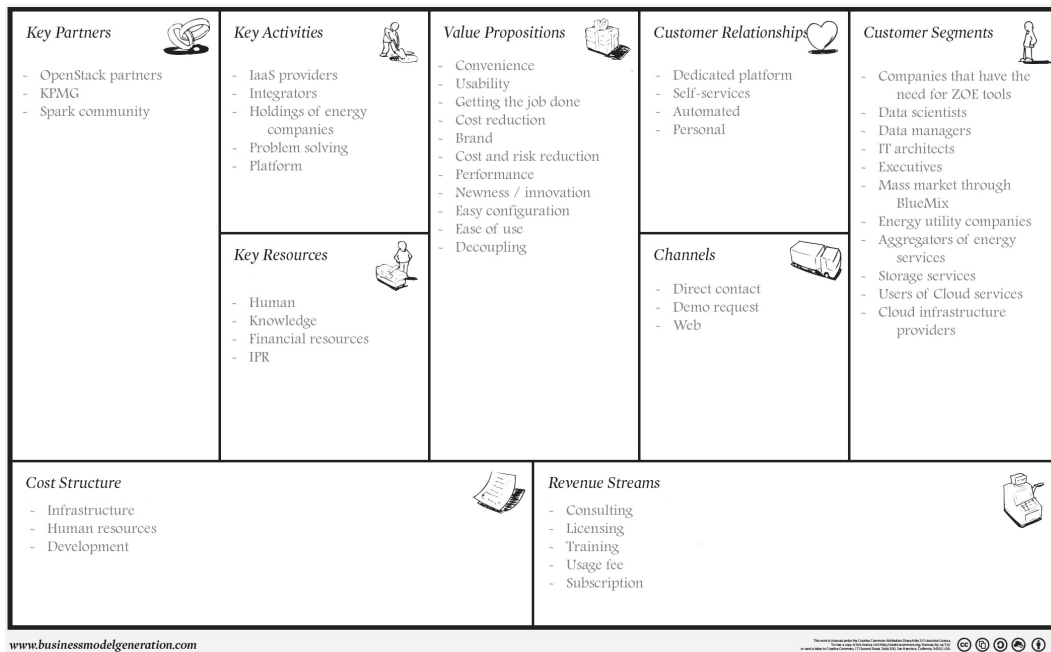 Key Partners
- OpenStack partners
- KPMG
- Spark community
Key Activities
- IaaS providers
- Integrators
- Holdings of energy
companies
- Problem solving
- Platform
Key Resources
- Human
- Knowledge
- Financial resources
- IPR
Value Propositions
- Convenience
- Usability
- Getting the job done
- Cost reduction
- Brand
- Cost and risk reduction
- Performance
- Newness / innovation
- Easy configuration
- Ease of use
- Decoupling
Customer Relationships
- Dedicated platform
- Self-services
- Automated
- Personal
Channels
- Direct contact
- Demo request
- Web
Customer Segments
- Companies that have the
need for ZOE tools
- Data scientists
- Data managers
- IT architects
- Executives
- Mass market through
BlueMix
- Energy utility companies
- Aggregators of energy
services
- Storage services
- Users of Cloud services
- Cloud infrastructure
providers
Cost Structure
- Infrastructure
- Human resources
- Development
Revenue Streams
- Consulting
- Licensing
- Training
- Usage fee
- Subscription
www.businessmodelgeneration.com